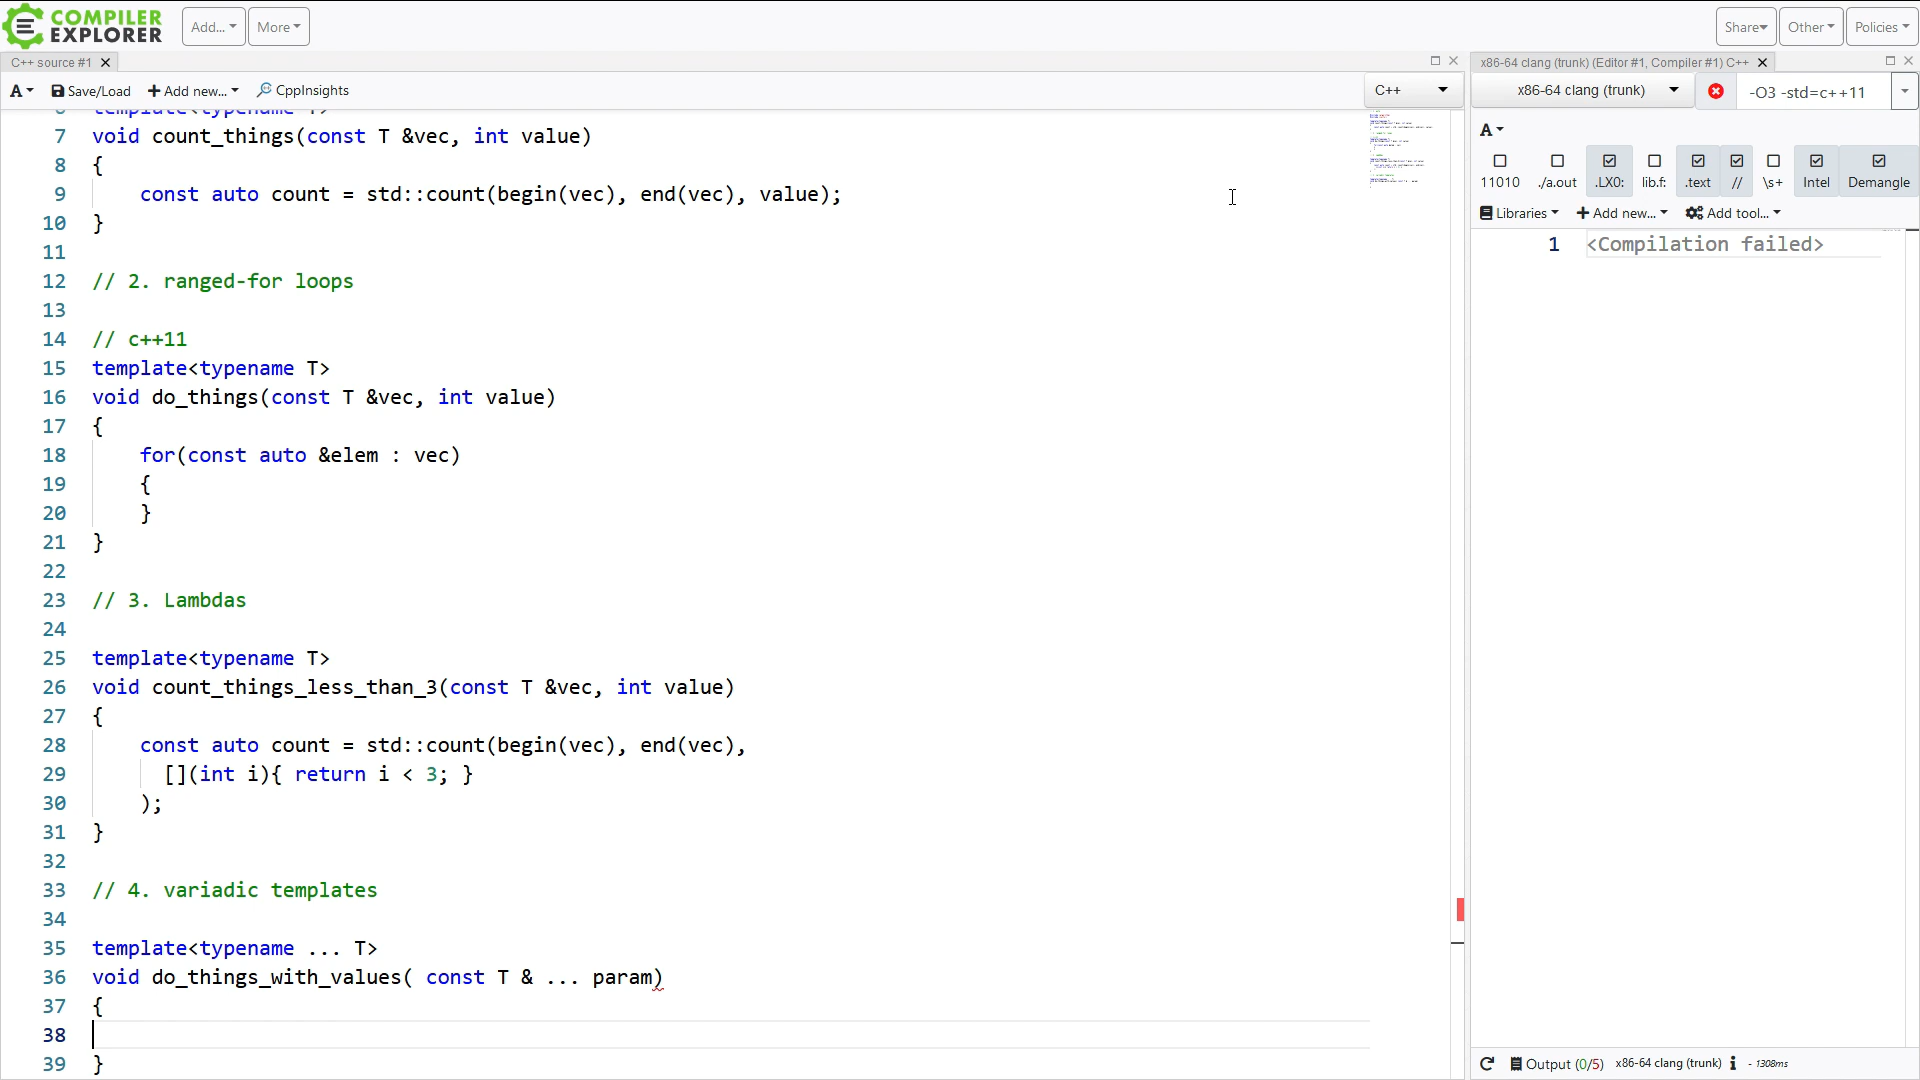 COMPILER
EXPLORER
Add...
More
Share
Other
Policies
C++ source #1
x86-64 clang (trunk) (Editor #1, Compiler #1) C++
A
Save/Load
Add new...
CppInsights
C++
x86-64 clang (trunk)
-O3 -std=c++11
A
11010
./a.out
.LX0:
lib.f:
.text
//
\s+
Intel
Demangle
Libraries
Add new...
Add tool...
1 <Compilation failed>
6 template<typename T>
7 void count_things(const T &vec, int value)
8 {
9 const auto count = std::count(begin(vec), end(vec), value);
10 }
11
12 // 2. ranged-for loops
13
14 // c++11
15 template<typename T>
16 void do_things(const T &vec, int value)
17 {
18 for(const auto &elem : vec)
19 {
20 }
21 }
22
23 // 3. Lambdas
24
25 template<typename T>
26 void count_things_less_than_3(const T &vec, int value)
27 {
28 const auto count = std::count(begin(vec), end(vec),
29 [](int i){ return i < 3; }
30 );
31 }
32
33 // 4. variadic templates
34
35 template<typename ... T>
36 void do_things_with_values( const T & ... param)
37 {
38
39 }
Output (0/5) x86-64 clang (trunk) i - 1308ms